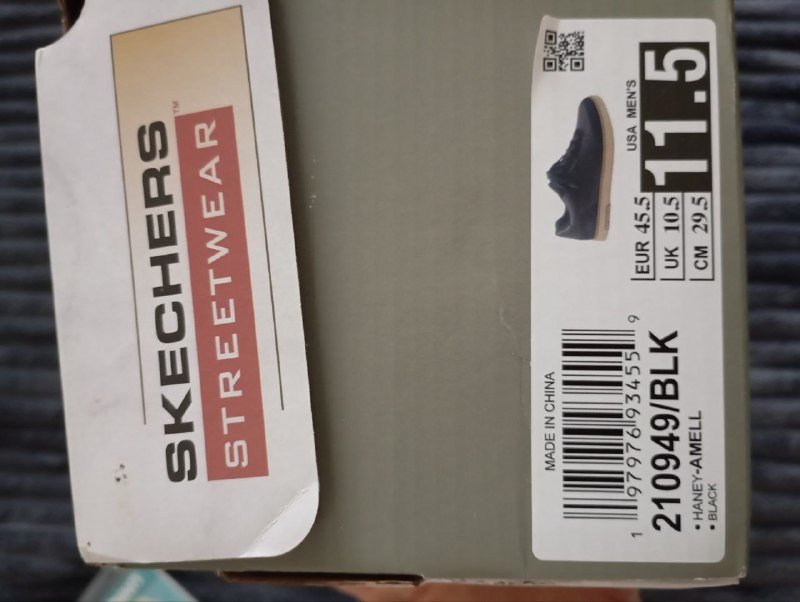 SKECHERS™
STREETWEAR
MADE IN CHINA
1 97976 93455 9
210949/BLK
• HANEY-AMELL
• BLACK
USA MEN'S
11.5
EUR 45.5
UK 10.5
CM 29.5